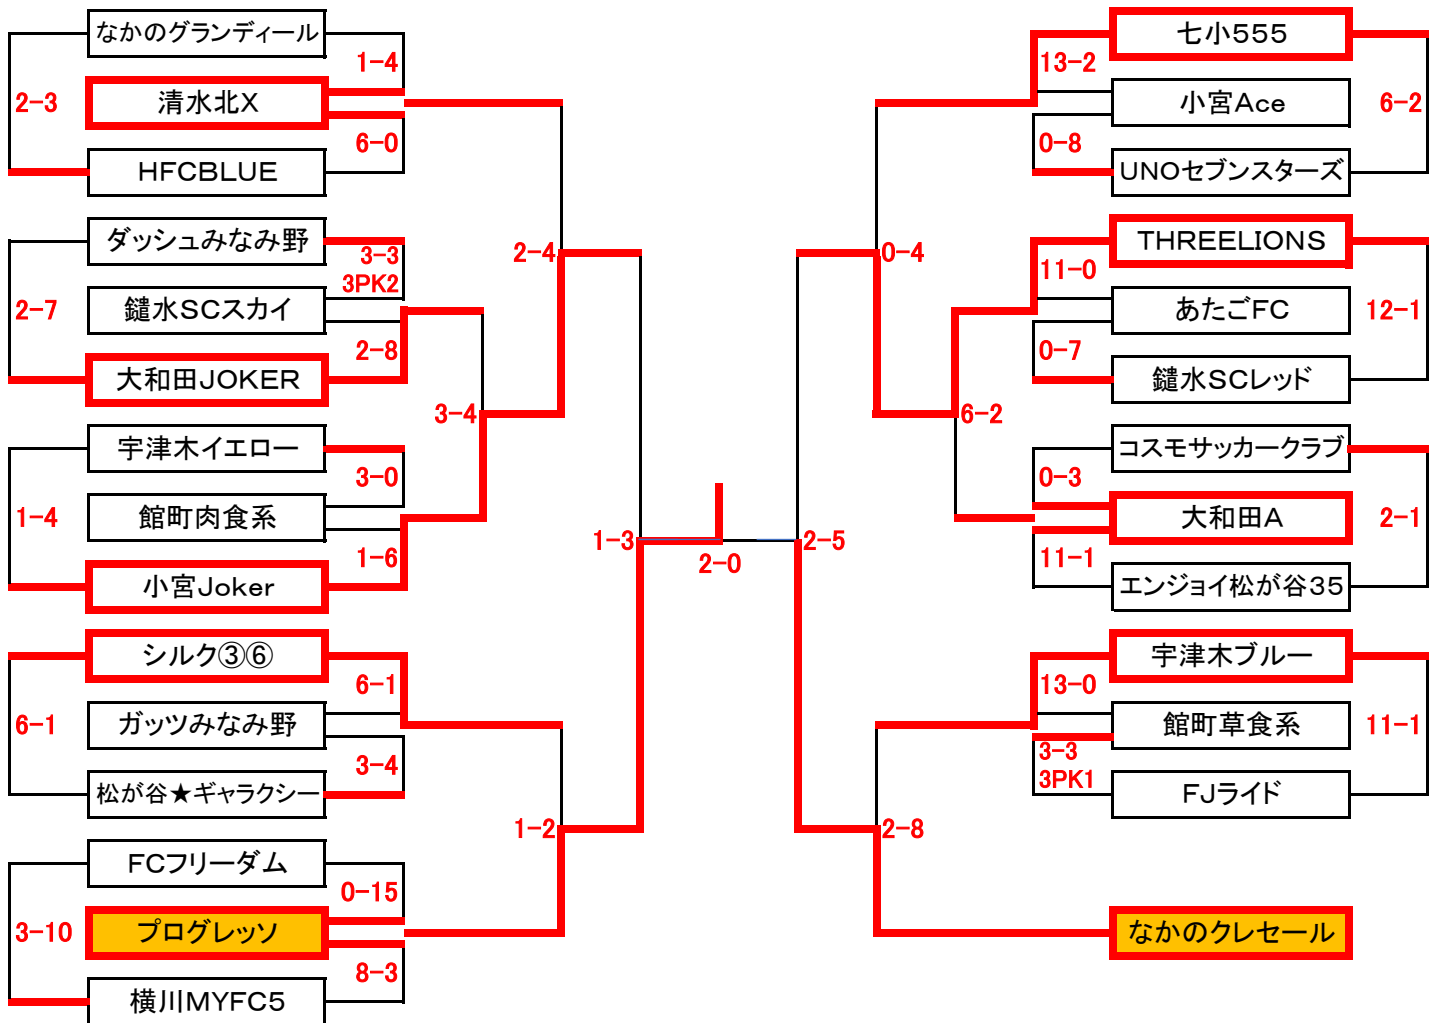 なかのグランディール
1-4
2-3
清水北X
6-0
HFCBLUE
ダッシュみなみ野
3-3
3PK2
2-7
鑓水SCスカイ
2-8
大和田JOKER
2-4
3-4
宇津木イエロー
3-0
1-4
館町肉食系
1-6
小宮Joker
シルク③⑥
6-1
6-1
ガッツみなみ野
3-4
松が谷★ギャラクシー
1-2
FCフリーダム
0-15
3-10
プログレッソ
8-3
横川MYFC5
1-3
2-0
2-5
七小555
13-2
小宮Ace
6-2
0-8
UNOセブンスターズ
0-4
THREELIONS
11-0
あたごFC
12-1
0-7
鑓水SCレッド
6-2
コスモサッカークラブ
0-3
大和田A
2-1
11-1
エンジョイ松が谷35
宇津木ブルー
13-0
館町草食系
11-1
3-3
3PK1
FJライド
2-8
なかのクレセール